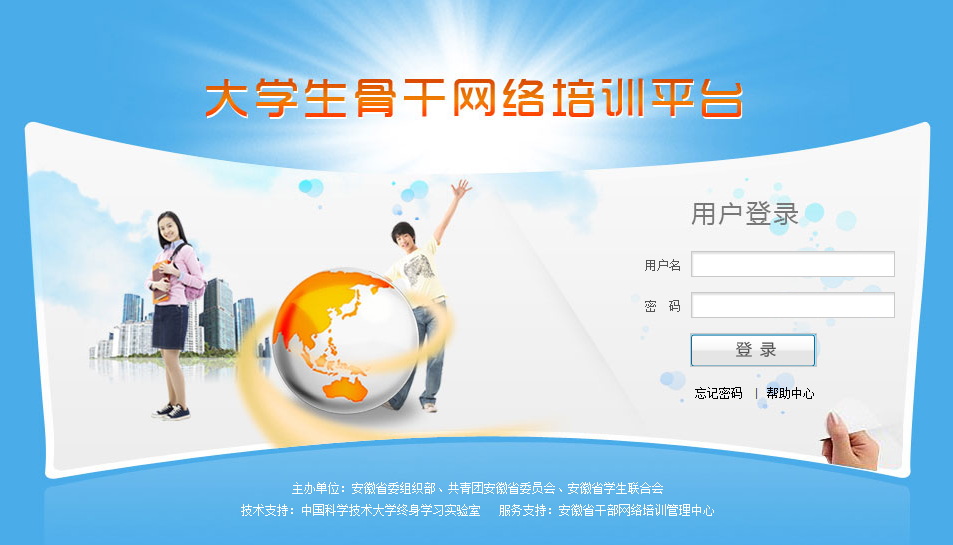 大学生骨干网络培训平台
用户登录
用户名
密 码
登 录
忘记密码 | 帮助中心
主办单位：安徽省委组织部、共青团安徽省委员会、安徽省学生联合会
技术支持：中国科学技术大学终身学习实验室 服务支持：安徽省干部网络培训管理中心